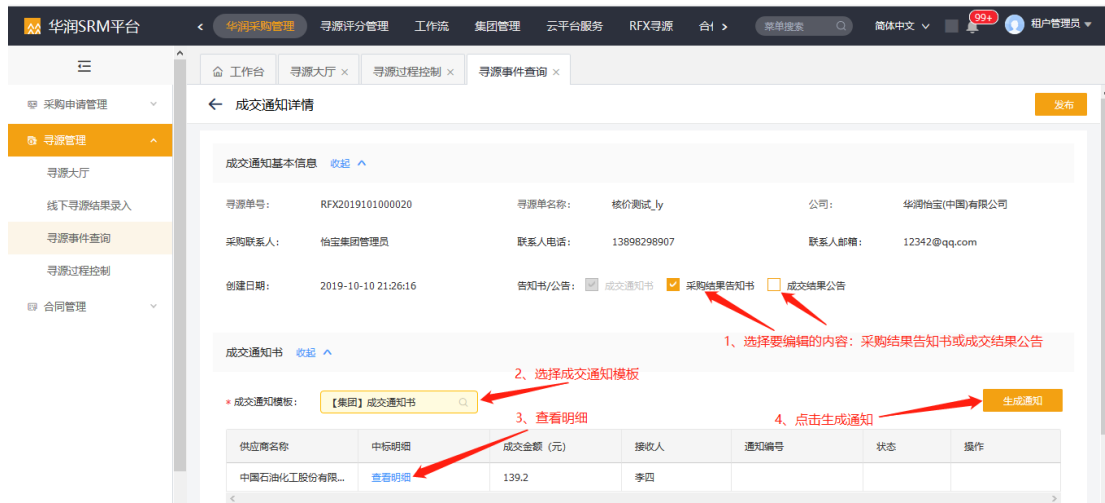 华润SRM平台
华润采购管理 寻源评分管理 工作流 集团管理 云平台服务 RFX寻源 菜单搜索 简体中文 99+ 租户管理员
工作台 寻源大厅 寻源过程控制 寻源事件查询
采购申请管理
寻源管理
寻源大厅
线下寻源结果录入
寻源事件查询
寻源过程控制
合同管理
成交通知详情 发布
成交通知基本信息 收起
寻源单号： RFX2019101000020 寻源单名称： 核价测试_ly 公司： 华润怡宝(中国)有限公司
采购联系人： 怡宝集团管理员 联系人电话： 13898298907 联系人邮箱： 12342@qq.com
创建日期： 2019-10-10 21:26:16 告知书/公告： 成交通知书 采购结果告知书 成交结果公告
1、选择要编辑的内容：采购结果告知书或成交结果公告
成交通知书 收起
2、选择成交通知模板
* 成交通知模板： 【集团】成交通知书 生成通知
3、查看明细 4、点击生成通知
供应商名称 中标明细 成交金额（元） 接收人 通知编号 状态 操作
中国石油化工股份有限... 查看明细 139.2 李四